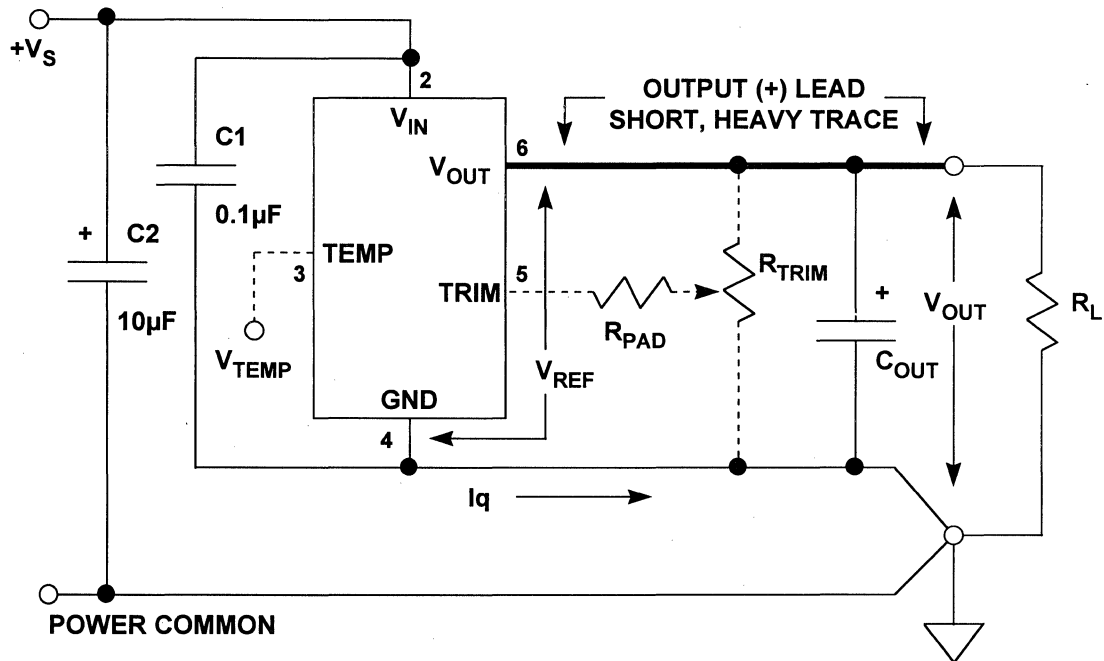 +VS
2
VIN
OUTPUT (+) LEAD
SHORT, HEAVY TRACE
C1
0.1µF
6
VOUT
+
C2
10µF
TEMP
3
VTEMP
TRIM
5
RPAD
RTRIM
VREF
+
COUT
VOUT
RL
GND
4
Iq
POWER COMMON